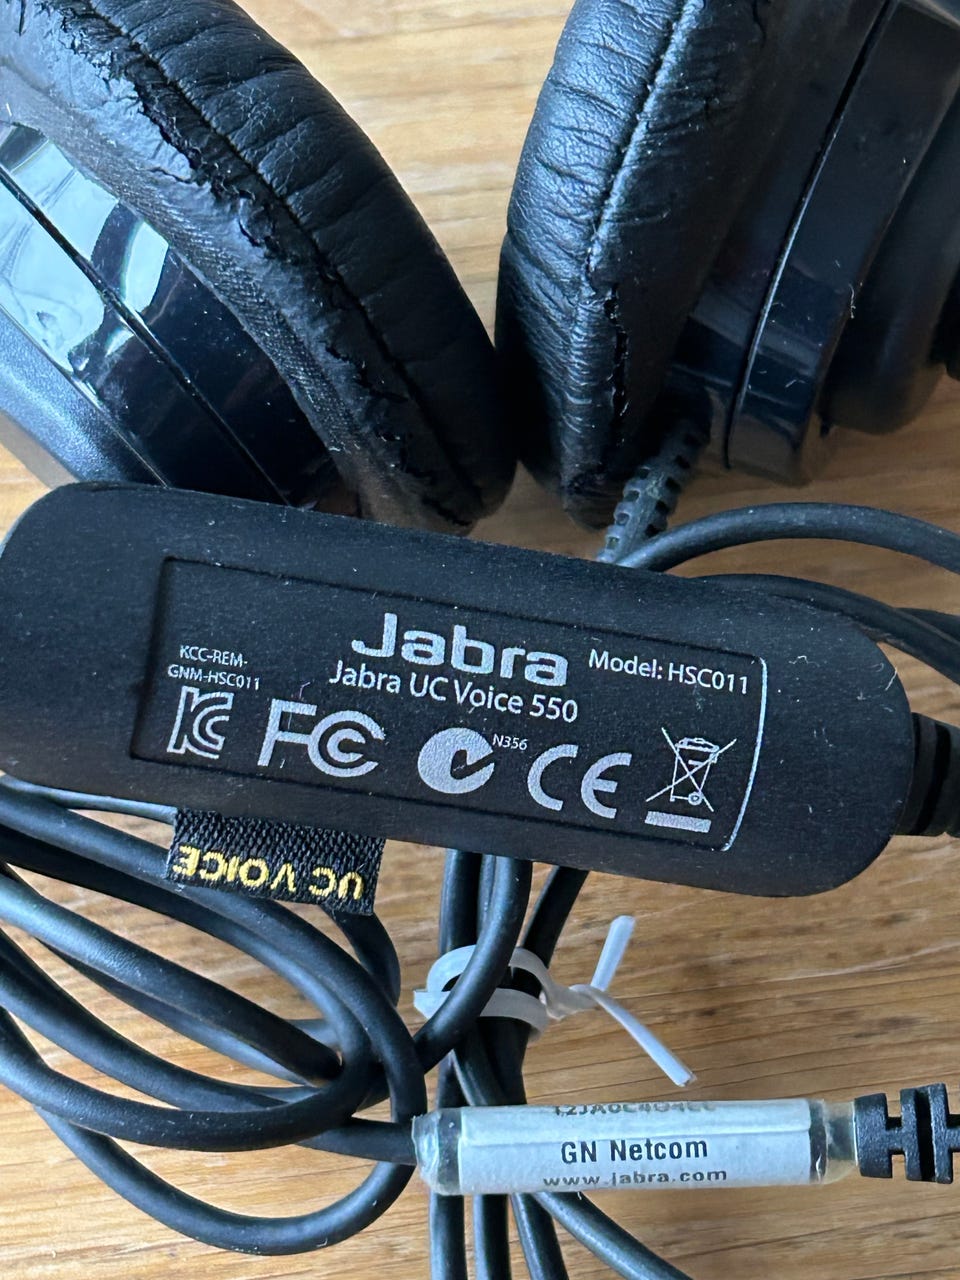 Jabra
Jabra UC Voice 550
Model: HSC011
KCC-REM-
GNM-HSC011
FC
N356
CE
UC VOICE
GN Netcom
www.jabra.com